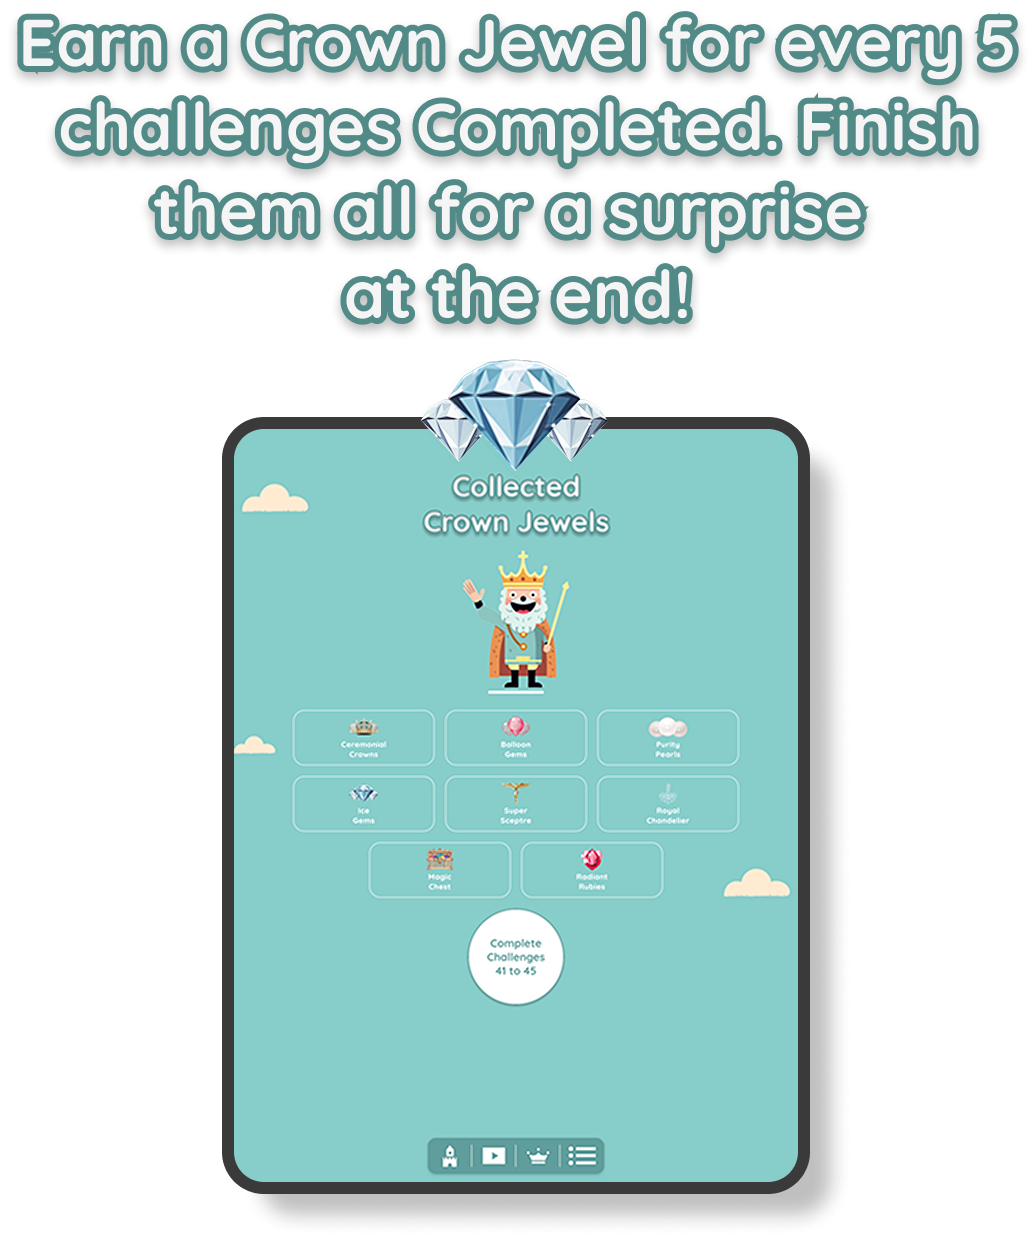 Earn a Crown Jewel for every 5
challenges Completed. Finish
them all for a surprise
at the end!
Collected
Crown Jewels
Ceremonial
Crowns
Balloon
Gems
Purity
Pearls
Ice
Gems
Super
Sceptre
Royal
Chandelier
Magic
Chest
Radiant
Rubies
Complete
Challenges
41 to 45